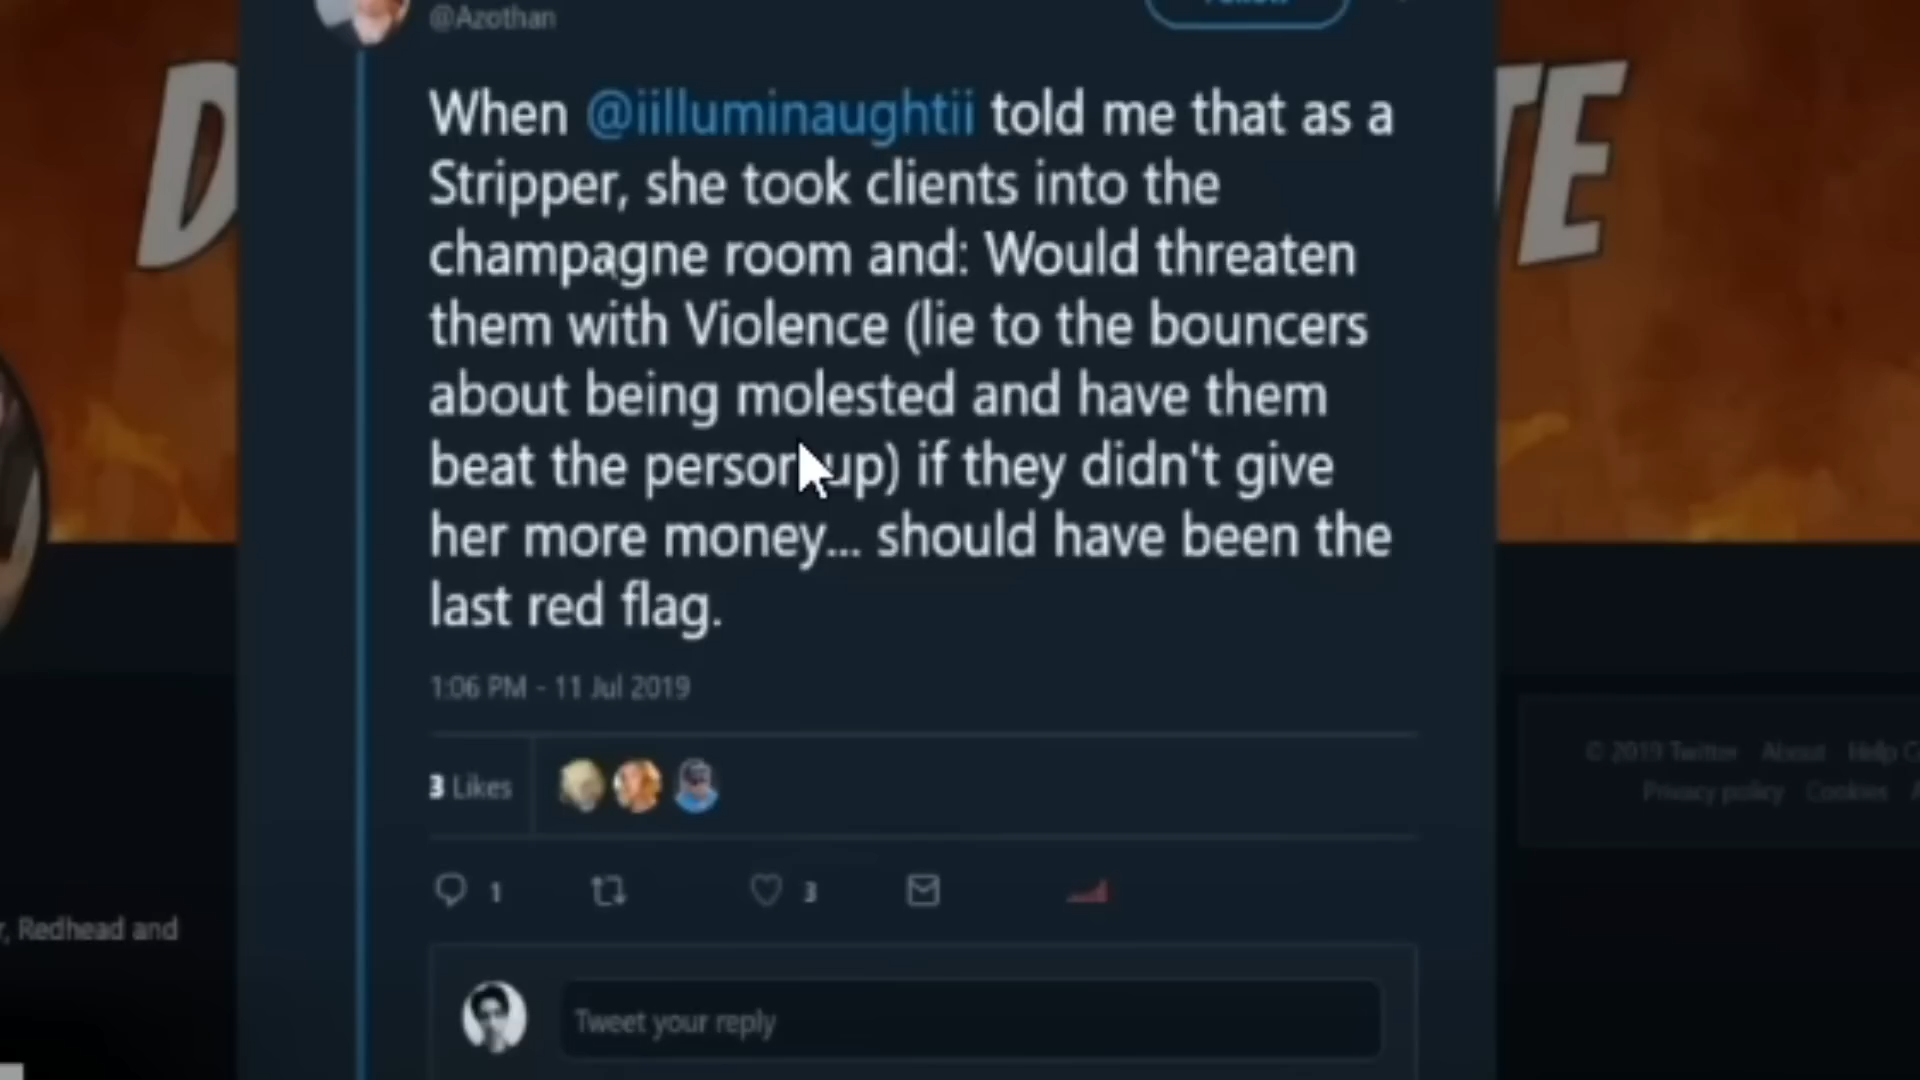 @Azothan
Follow
D
TE
When @iilluminaughtii told me that as a
Stripper, she took clients into the
champagne room and: Would threaten
them with Violence (lie to the bouncers
about being molested and have them
beat the person up) if they didn't give
her more money... should have been the
last red flag.
1:06 PM - 11 Jul 2019
3 Likes
1
3
© 2019 Twitter About Help
Privacy policy Cookies
, Redhead and
Tweet your reply